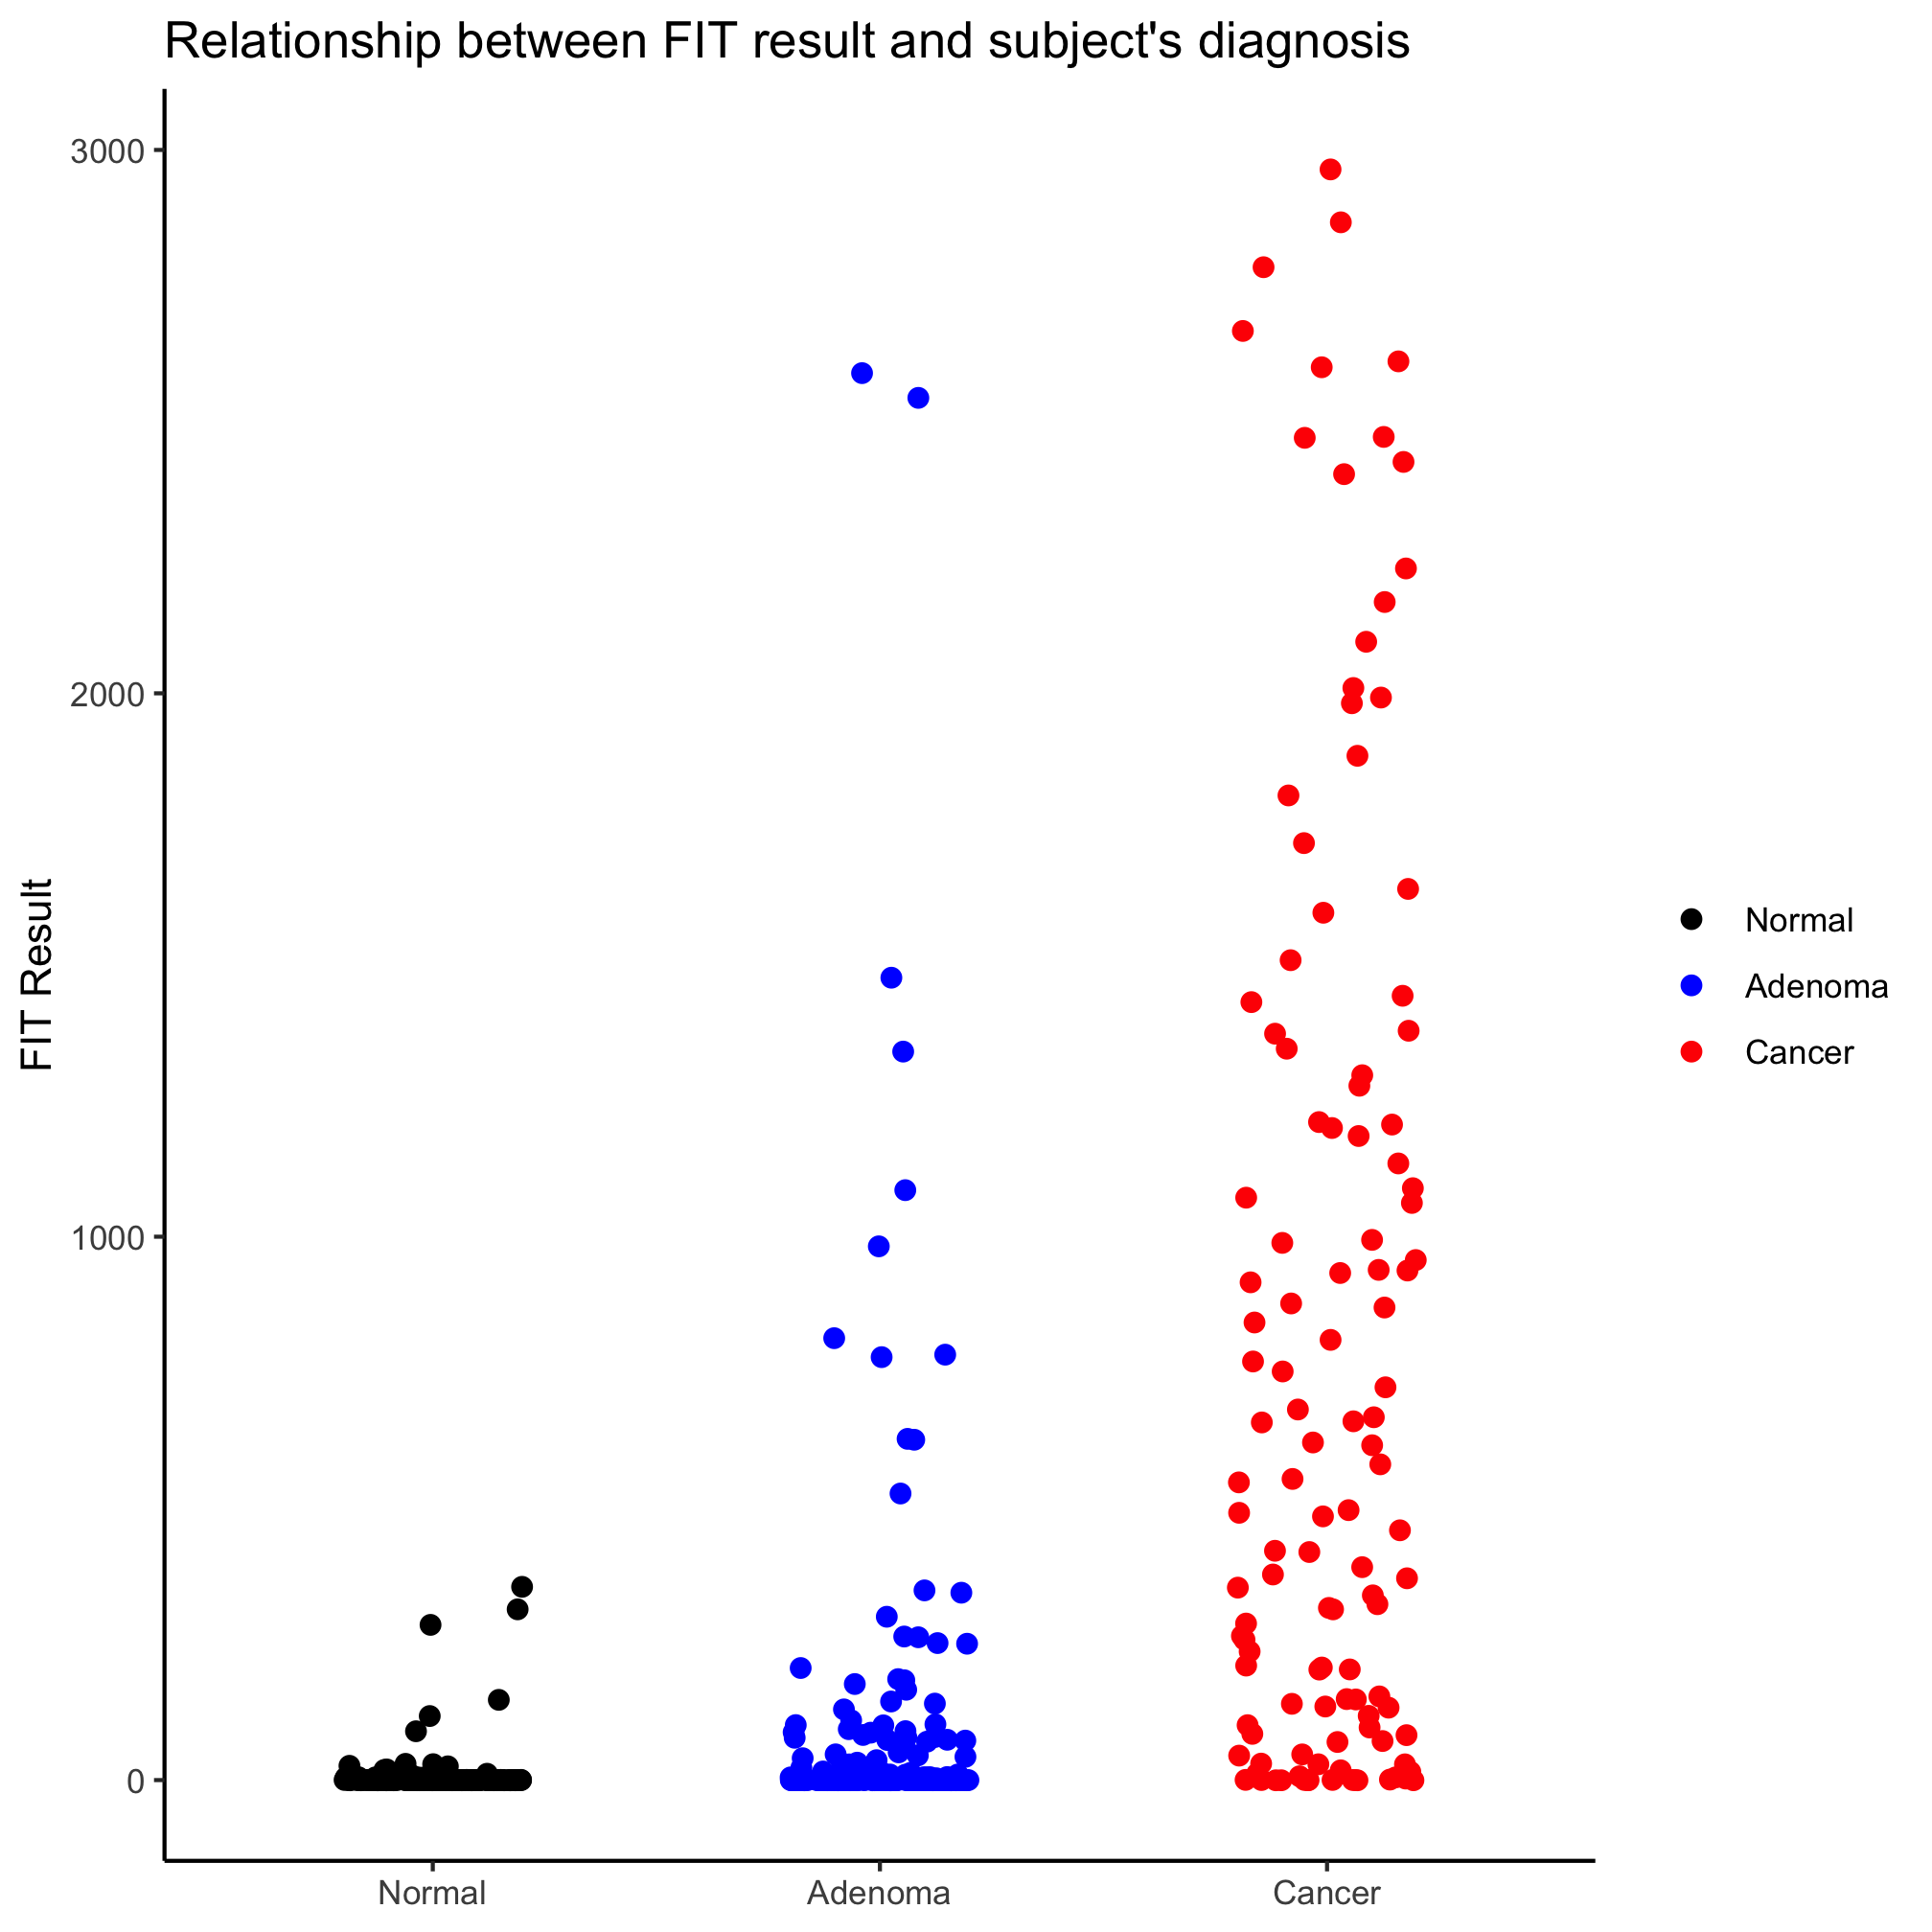 Relationship between FIT result and subject's diagnosis
3000
2000
1000
0
FIT Result
Normal
Adenoma
Cancer
Normal
Adenoma
Cancer